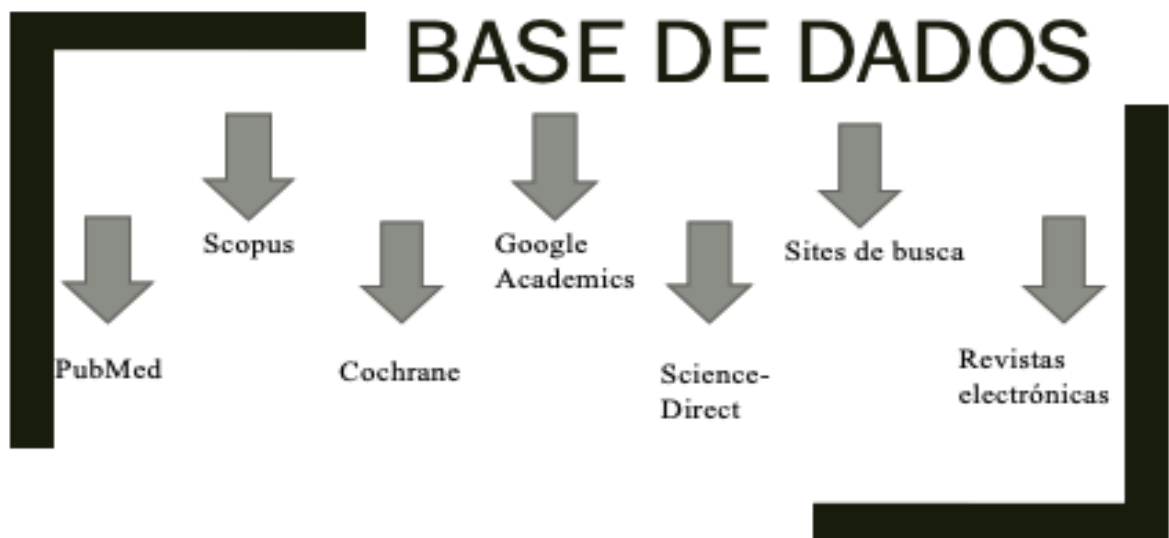 BASE DE DADOS
Scopus
Google
Academics
Sites de busca
PubMed
Cochrane
Science-
Direct
Revistas
electrónicas